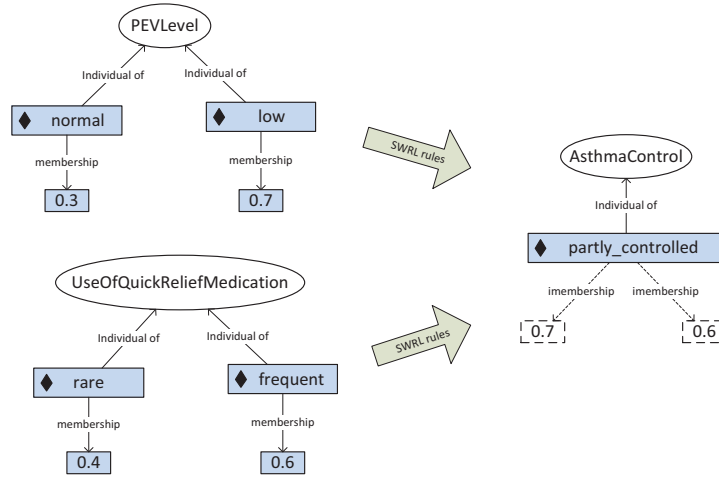 PEVLevel
Individual of
Individual of
normal
low
membership
membership
0.3
0.7
SWRL rules
UseOfQuickReliefMedication
Individual of
Individual of
rare
frequent
membership
membership
0.4
0.6
SWRL rules
AsthmaControl
Individual of
partly_controlled
imembership
imembership
0.7
0.6